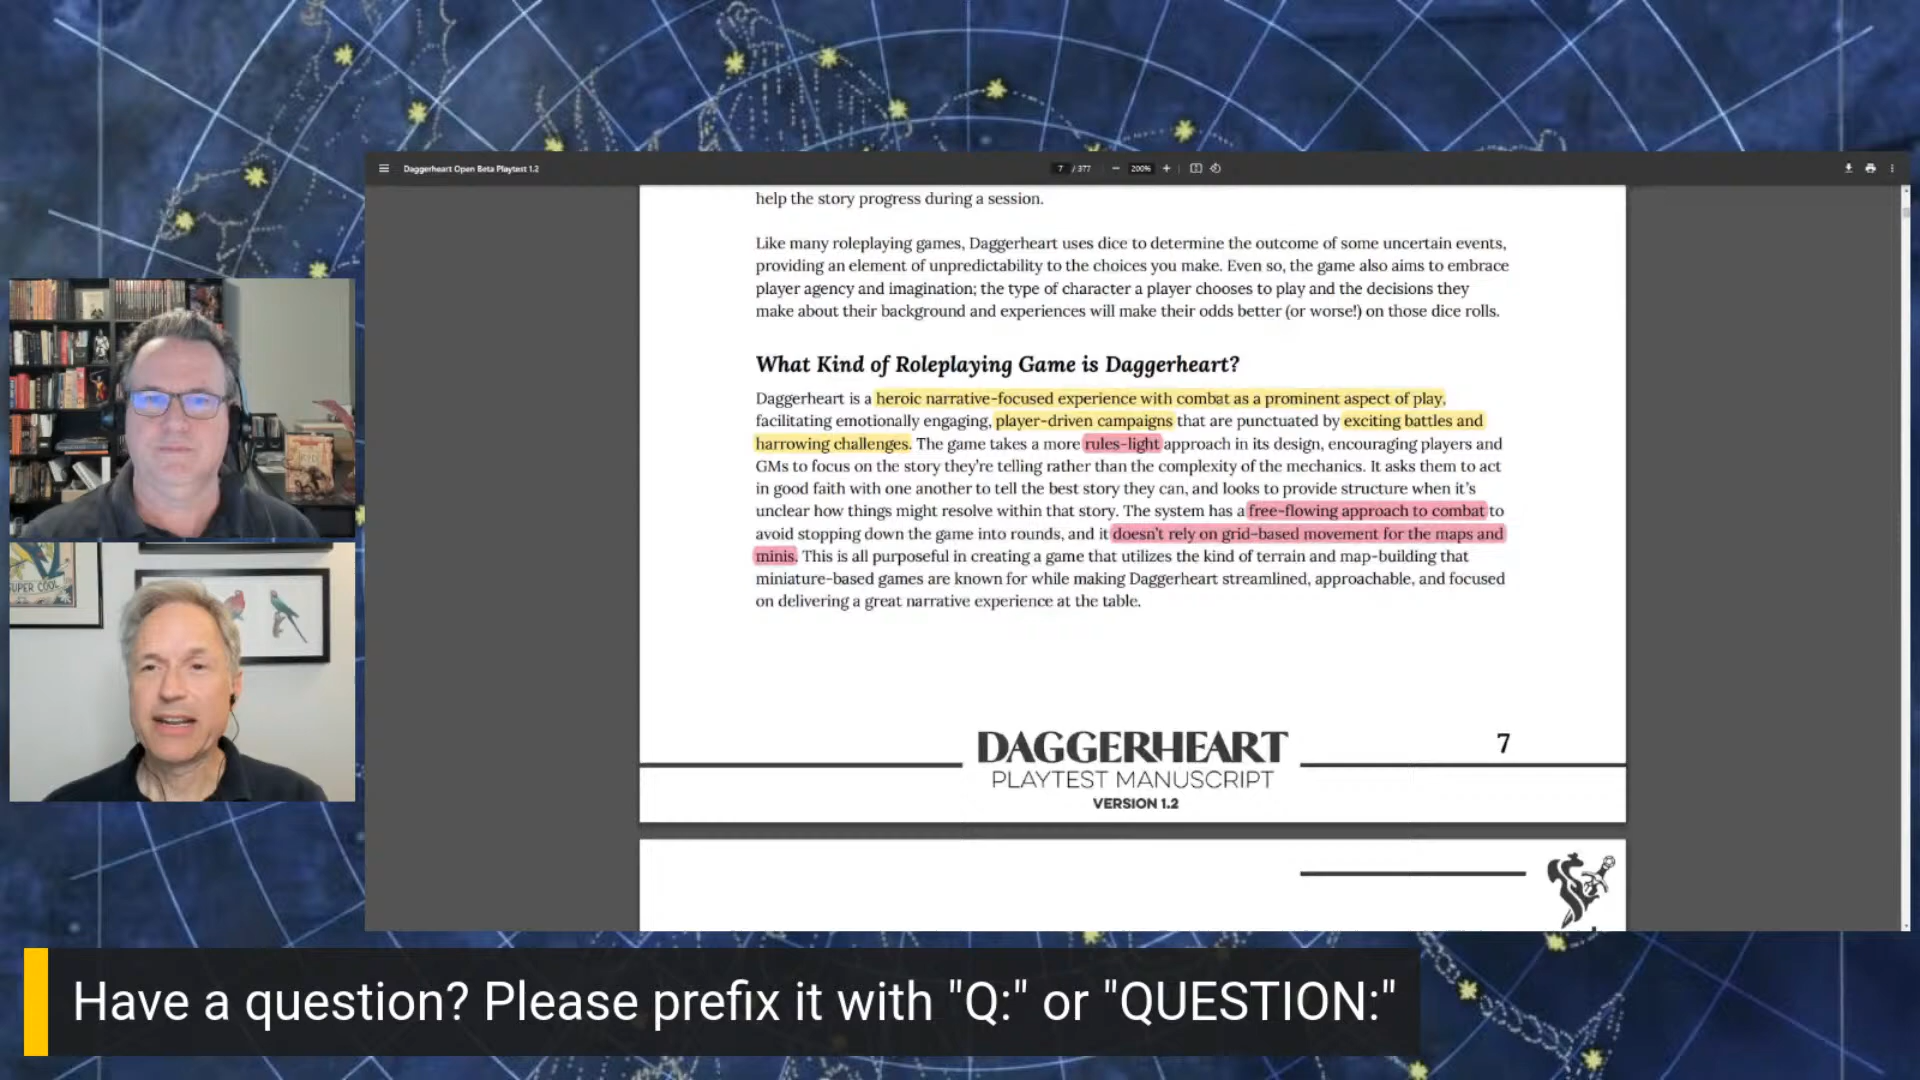 Daggerheart Open Beta Playtest 1.2
7 / 377
200%
help the story progress during a session.
Like many roleplaying games, Daggerheart uses dice to determine the outcome of some uncertain events,
providing an element of unpredictability to the choices you make. Even so, the game also aims to embrace
player agency and imagination; the type of character a player chooses to play and the decisions they
make about their background and experiences will make their odds better (or worse!) on those dice rolls.
What Kind of Roleplaying Game is Daggerheart?
Daggerheart is a heroic narrative-focused experience with combat as a prominent aspect of play,
facilitating emotionally engaging, player-driven campaigns that are punctuated by exciting battles and
harrowing challenges. The game takes a more rules-light approach in its design, encouraging players and
GMs to focus on the story they're telling rather than the complexity of the mechanics. It asks them to act
in good faith with one another to tell the best story they can, and looks to provide structure when it's
unclear how things might resolve within that story. The system has a free-flowing approach to combat to
avoid stopping down the game into rounds, and it doesn't rely on grid-based movement for the maps and
minis. This is all purposeful in creating a game that utilizes the kind of terrain and map-building that
miniature-based games are known for while making Daggerheart streamlined, approachable, and focused
on delivering a great narrative experience at the table.
DAGGERHEART
PLAYTEST MANUSCRIPT
VERSION 1.2
7
SUPER COOL
Have a question? Please prefix it with "Q:" or "QUESTION:"